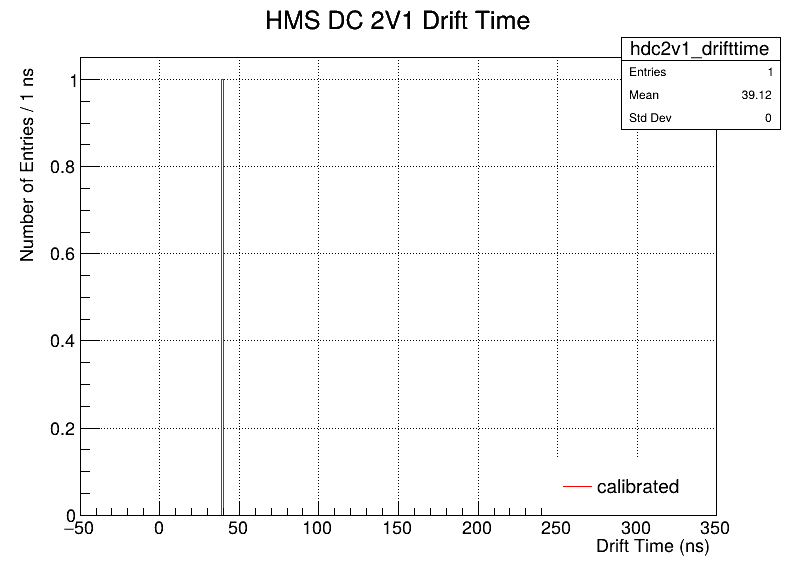 HMS DC 2V1 Drift Time
hdc2v1_drifttime
Entries 1
Mean 39.12
Std Dev 0
Number of Entries / 1 ns
1
0.8
0.6
0.4
0.2
0
−50 0 50 100 150 200 250 300 350
Drift Time (ns)
calibrated